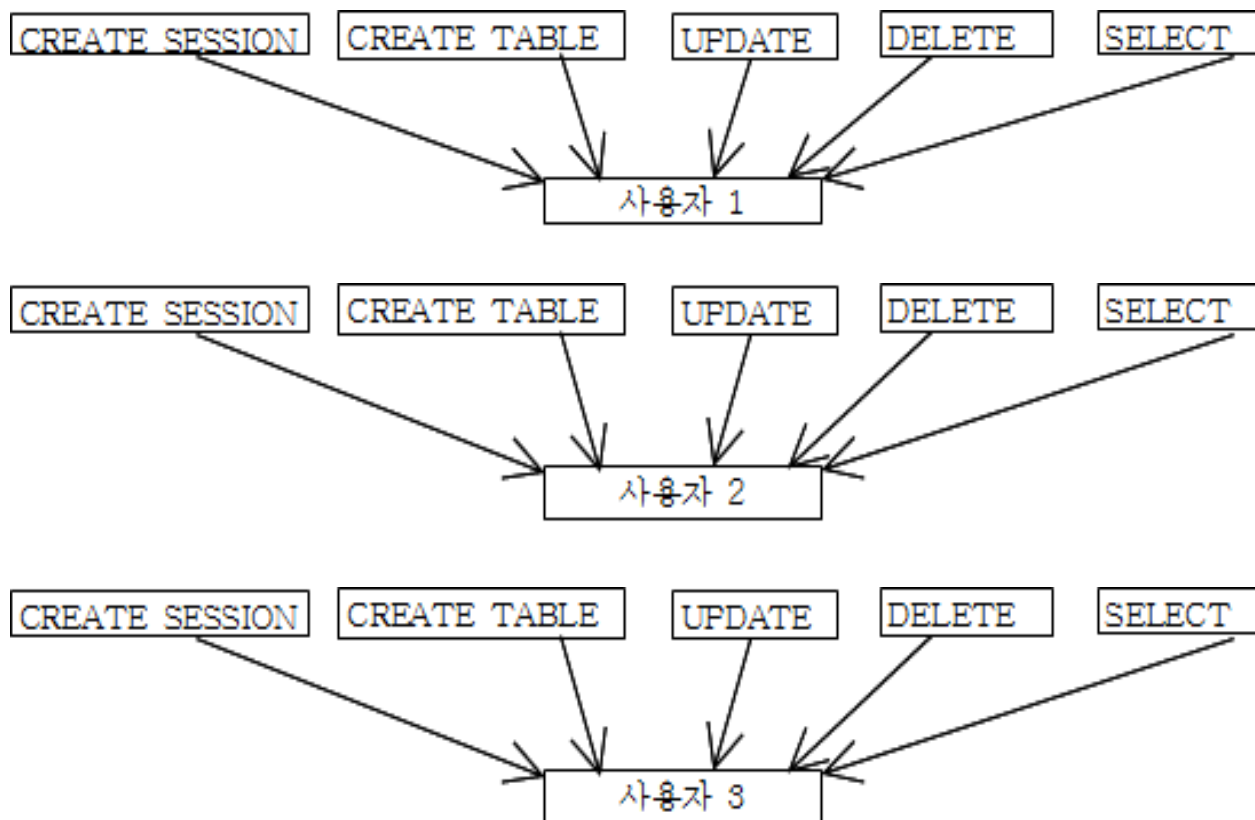 CREATE SESSION CREATE TABLE UPDATE DELETE SELECT
사용자 1
CREATE SESSION CREATE TABLE UPDATE DELETE SELECT
사용자 2
CREATE SESSION CREATE TABLE UPDATE DELETE SELECT
사용자 3